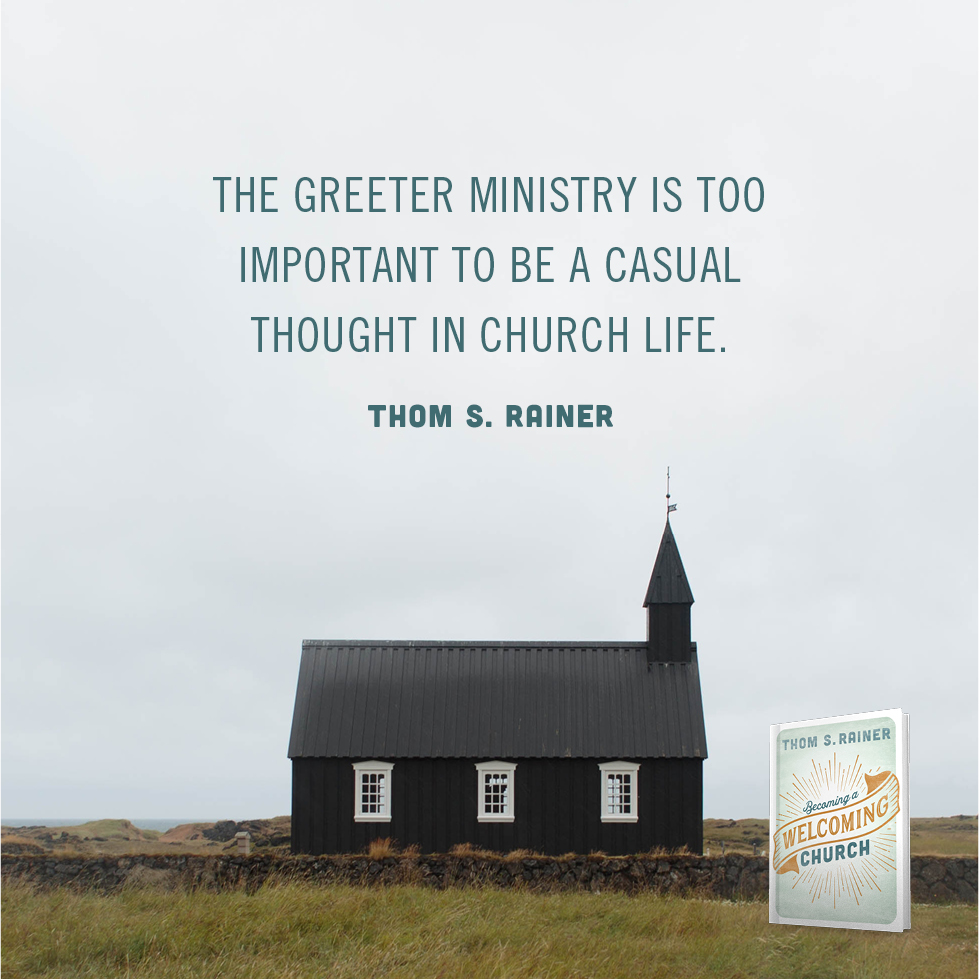 THE GREETER MINISTRY IS TOO
IMPORTANT TO BE A CASUAL
THOUGHT IN CHURCH LIFE.
THOM S. RAINER
THOM S. RAINER
Becoming a
WELCOMING
CHURCH